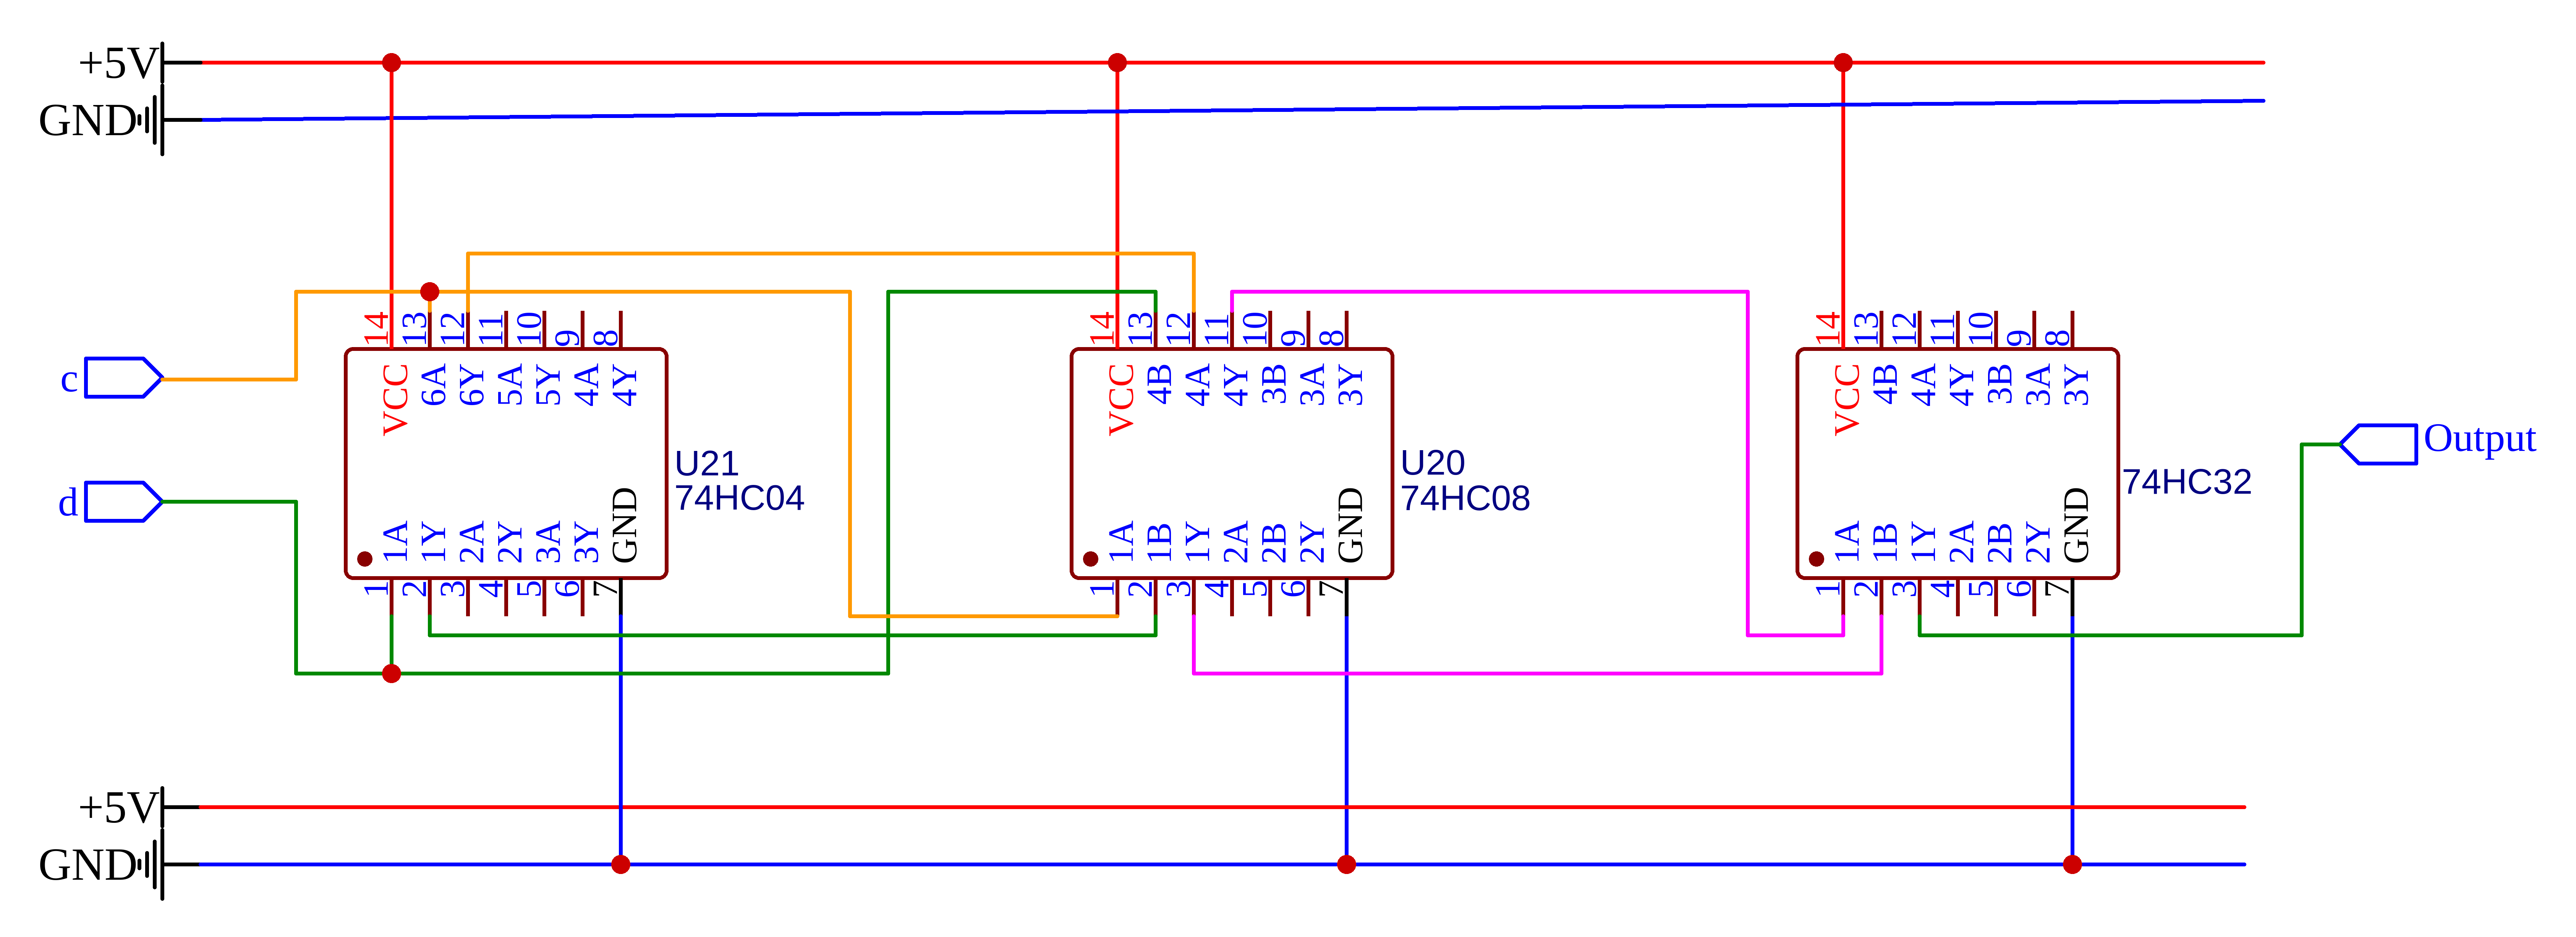 +5V
GND
14 13 12 11 10 9 8
14 13 12 11 10 9 8
14 13 12 11 10 9 8
c
VCC 6A 6Y 5A 5Y 4A 4Y
VCC 4B 4A 4Y 3B 3A 3Y
VCC 4B 4A 4Y 3B 3A 3Y
Output
U21
74HC04
U20
74HC08
74HC32
d
1A 1Y 2A 2Y 3A 3Y GND
1A 1B 1Y 2A 2B 2Y GND
1A 1B 1Y 2A 2B 2Y GND
1 2 3 4 5 6 7
1 2 3 4 5 6 7
1 2 3 4 5 6 7
+5V
GND